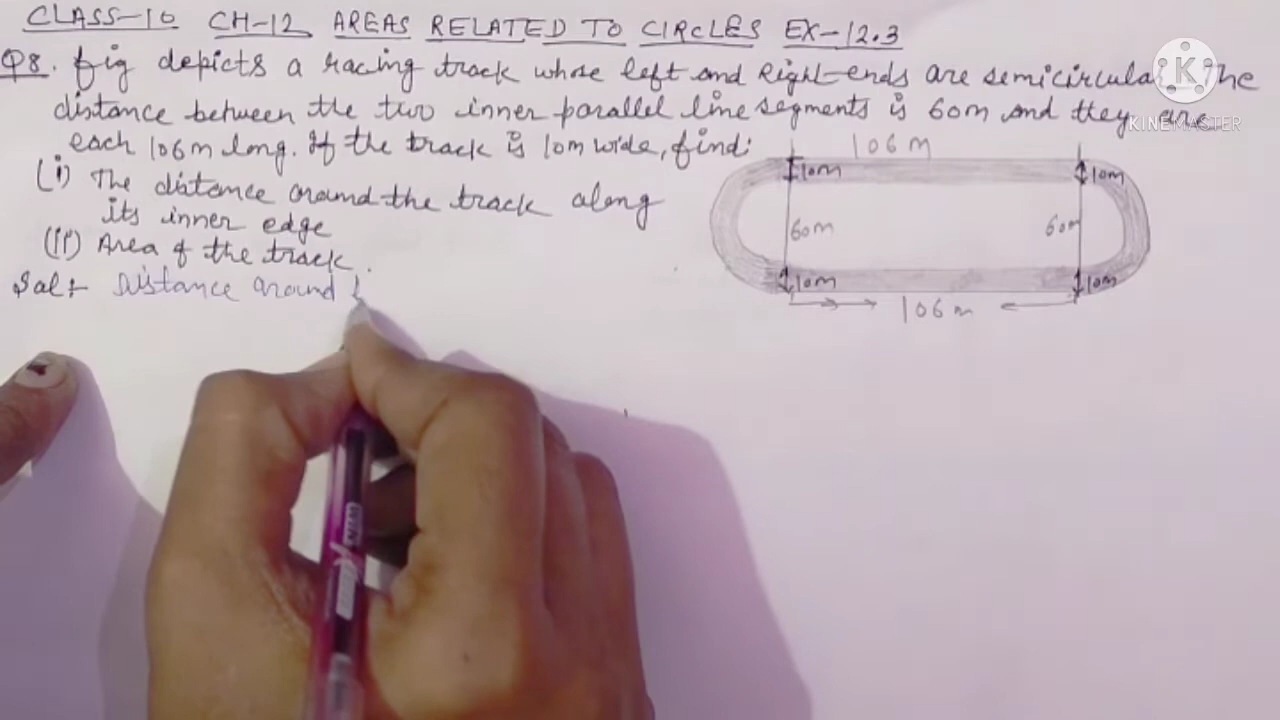 CLASS-10 CH-12 AREAS RELATED TO CIRCLES EX-12.3
Q8. Fig depicts a racing track whose left and Right-ends are semicircular. The
distance between the two inner parallel line segments is 60m and they are
each 106m long. If the track is 10m wide, find:
(i) The distance around the track along
its inner edge
(ii) Area of the track.
Sol:- Distance around
106m
10m
10m
60m
60m
10m
10m
106m
K
KINEMASTER
WIN